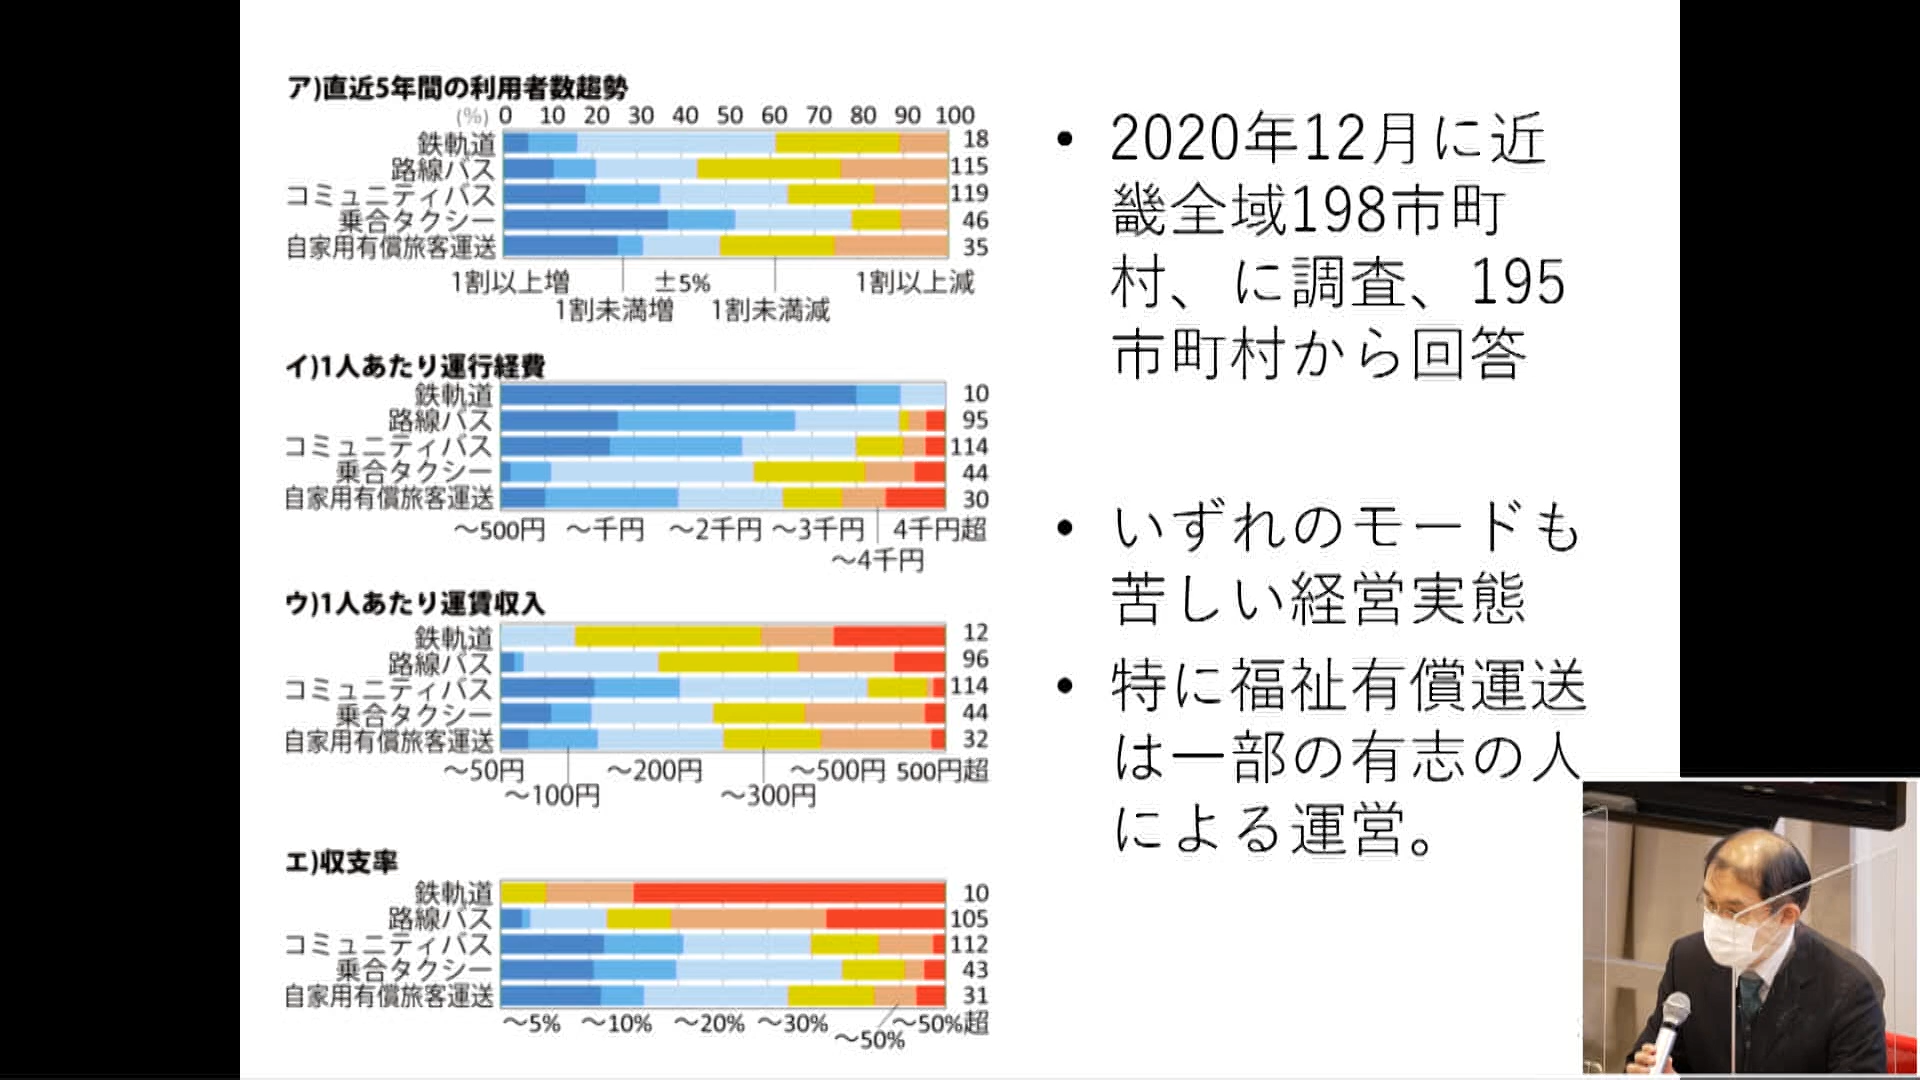 ア)直近5年間の利用者数趨勢
(%) 0 10 20 30 40 50 60 70 80 90 100
鉄軌道 18
路線バス 115
コミュニティバス 119
乗合タクシー 46
自家用有償旅客運送 35
1割以上増 ±5% 1割以上減
1割未満増 1割未満減
イ)1人あたり運行経費
鉄軌道 10
路線バス 95
コミュニティバス 114
乗合タクシー 44
自家用有償旅客運送 30
～500円 ～千円 ～2千円 ～3千円 4千円超
～4千円
ウ)1人あたり運賃収入
鉄軌道 12
路線バス 96
コミュニティバス 114
乗合タクシー 44
自家用有償旅客運送 32
～50円 ～200円 ～500円 500円超
～100円 ～300円
エ)収支率
鉄軌道 10
路線バス 105
コミュニティバス 112
乗合タクシー 43
自家用有償旅客運送 31
～5% ～10% ～20% ～30% ～50%超
～50%
• 2020年12月に近
畿全域198市町
村、に調査、195
市町村から回答
• いずれのモードも
苦しい経営実態
• 特に福祉有償運送
は一部の有志の人
による運営。